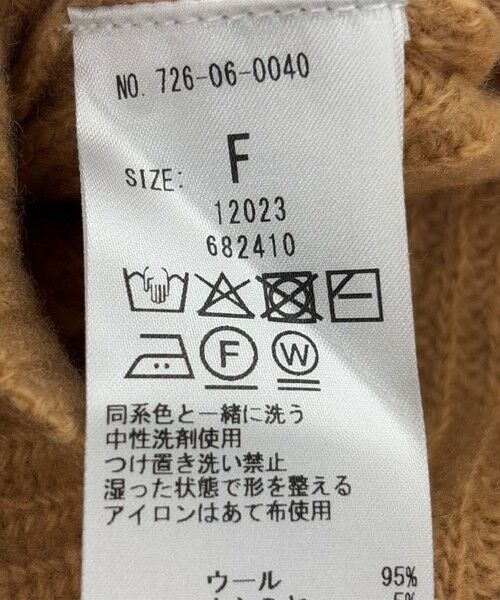 NO. 726-06-0040
SIZE: F
12023
682410
F W
同系色と一緒に洗う
中性洗剤使用
つけ置き洗い禁止
湿った状態で形を整える
アイロンはあて布使用
ウール 95%
5%